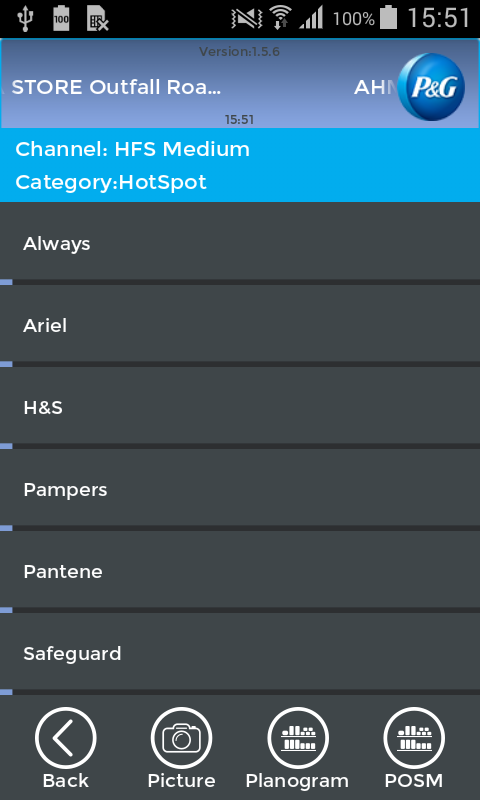 100
100%
15:51
Version:1.5.6
STORE Outfall Roa...
AHN
P&G
15:51
Channel: HFS Medium
Category:HotSpot
Always
Ariel
H&S
Pampers
Pantene
Safeguard
Back
Picture
Planogram
POSM